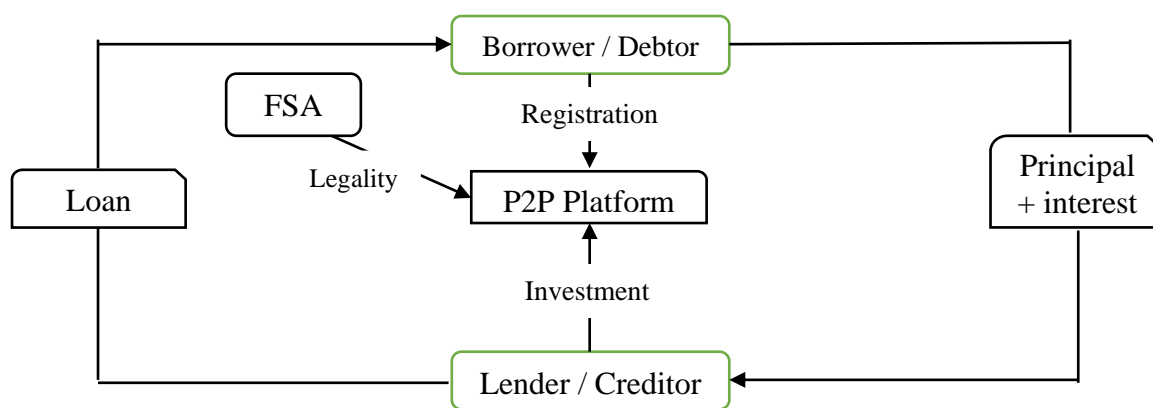 Borrower / Debtor
FSA
Registration
Legality
Loan
P2P Platform
Principal
+ interest
Investment
Lender / Creditor